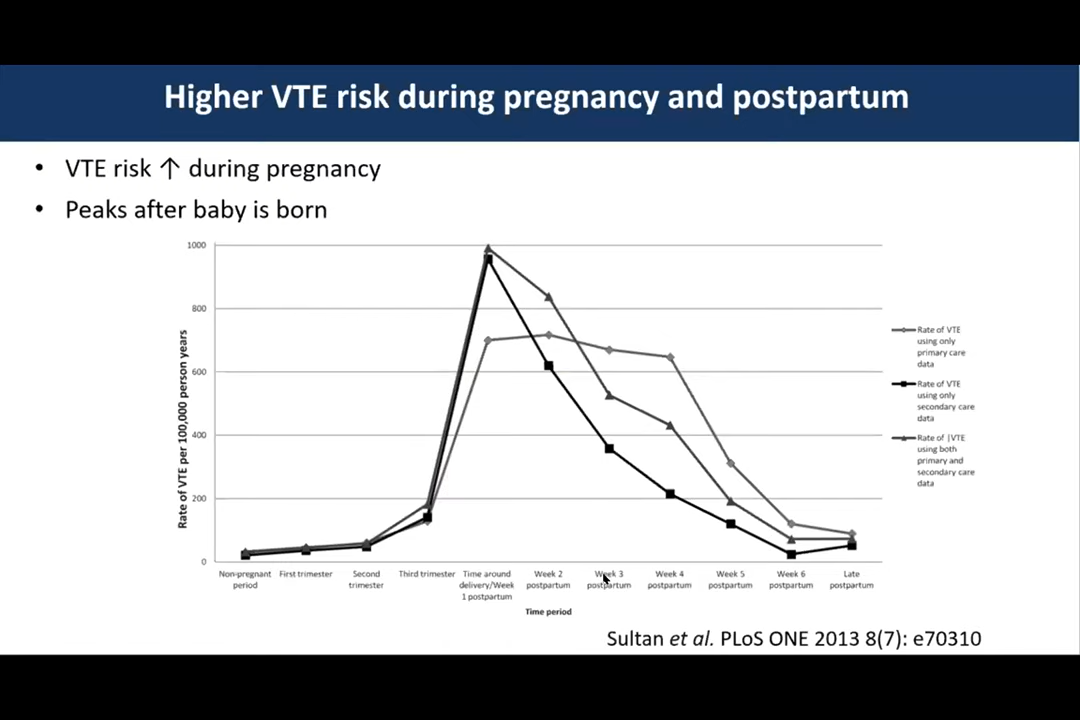 Higher VTE risk during pregnancy and postpartum
• VTE risk ↑ during pregnancy
• Peaks after baby is born
Rate of VTE per 100,000 person years
1000
800
600
400
200
0
Non-pregnant
period
First trimester
Second
trimester
Third trimester
Time around
delivery/Week
1 postpartum
Week 2
postpartum
Week 3
postpartum
Week 4
postpartum
Week 5
postpartum
Week 6
postpartum
Late
postpartum
Time period
Rate of VTE
using only
primary care
data
Rate of VTE
using only
secondary care
data
Rate of |VTE
using both
primary and
secondary care
data
Sultan et al. PLoS ONE 2013 8(7): e70310